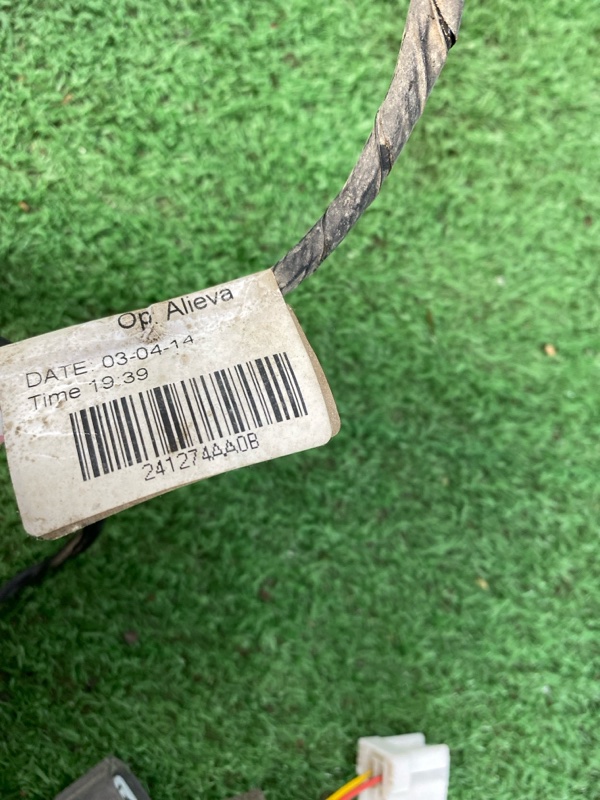 Op. Alieva
DATE 03-04-14
Time 19:39
241274AA0B